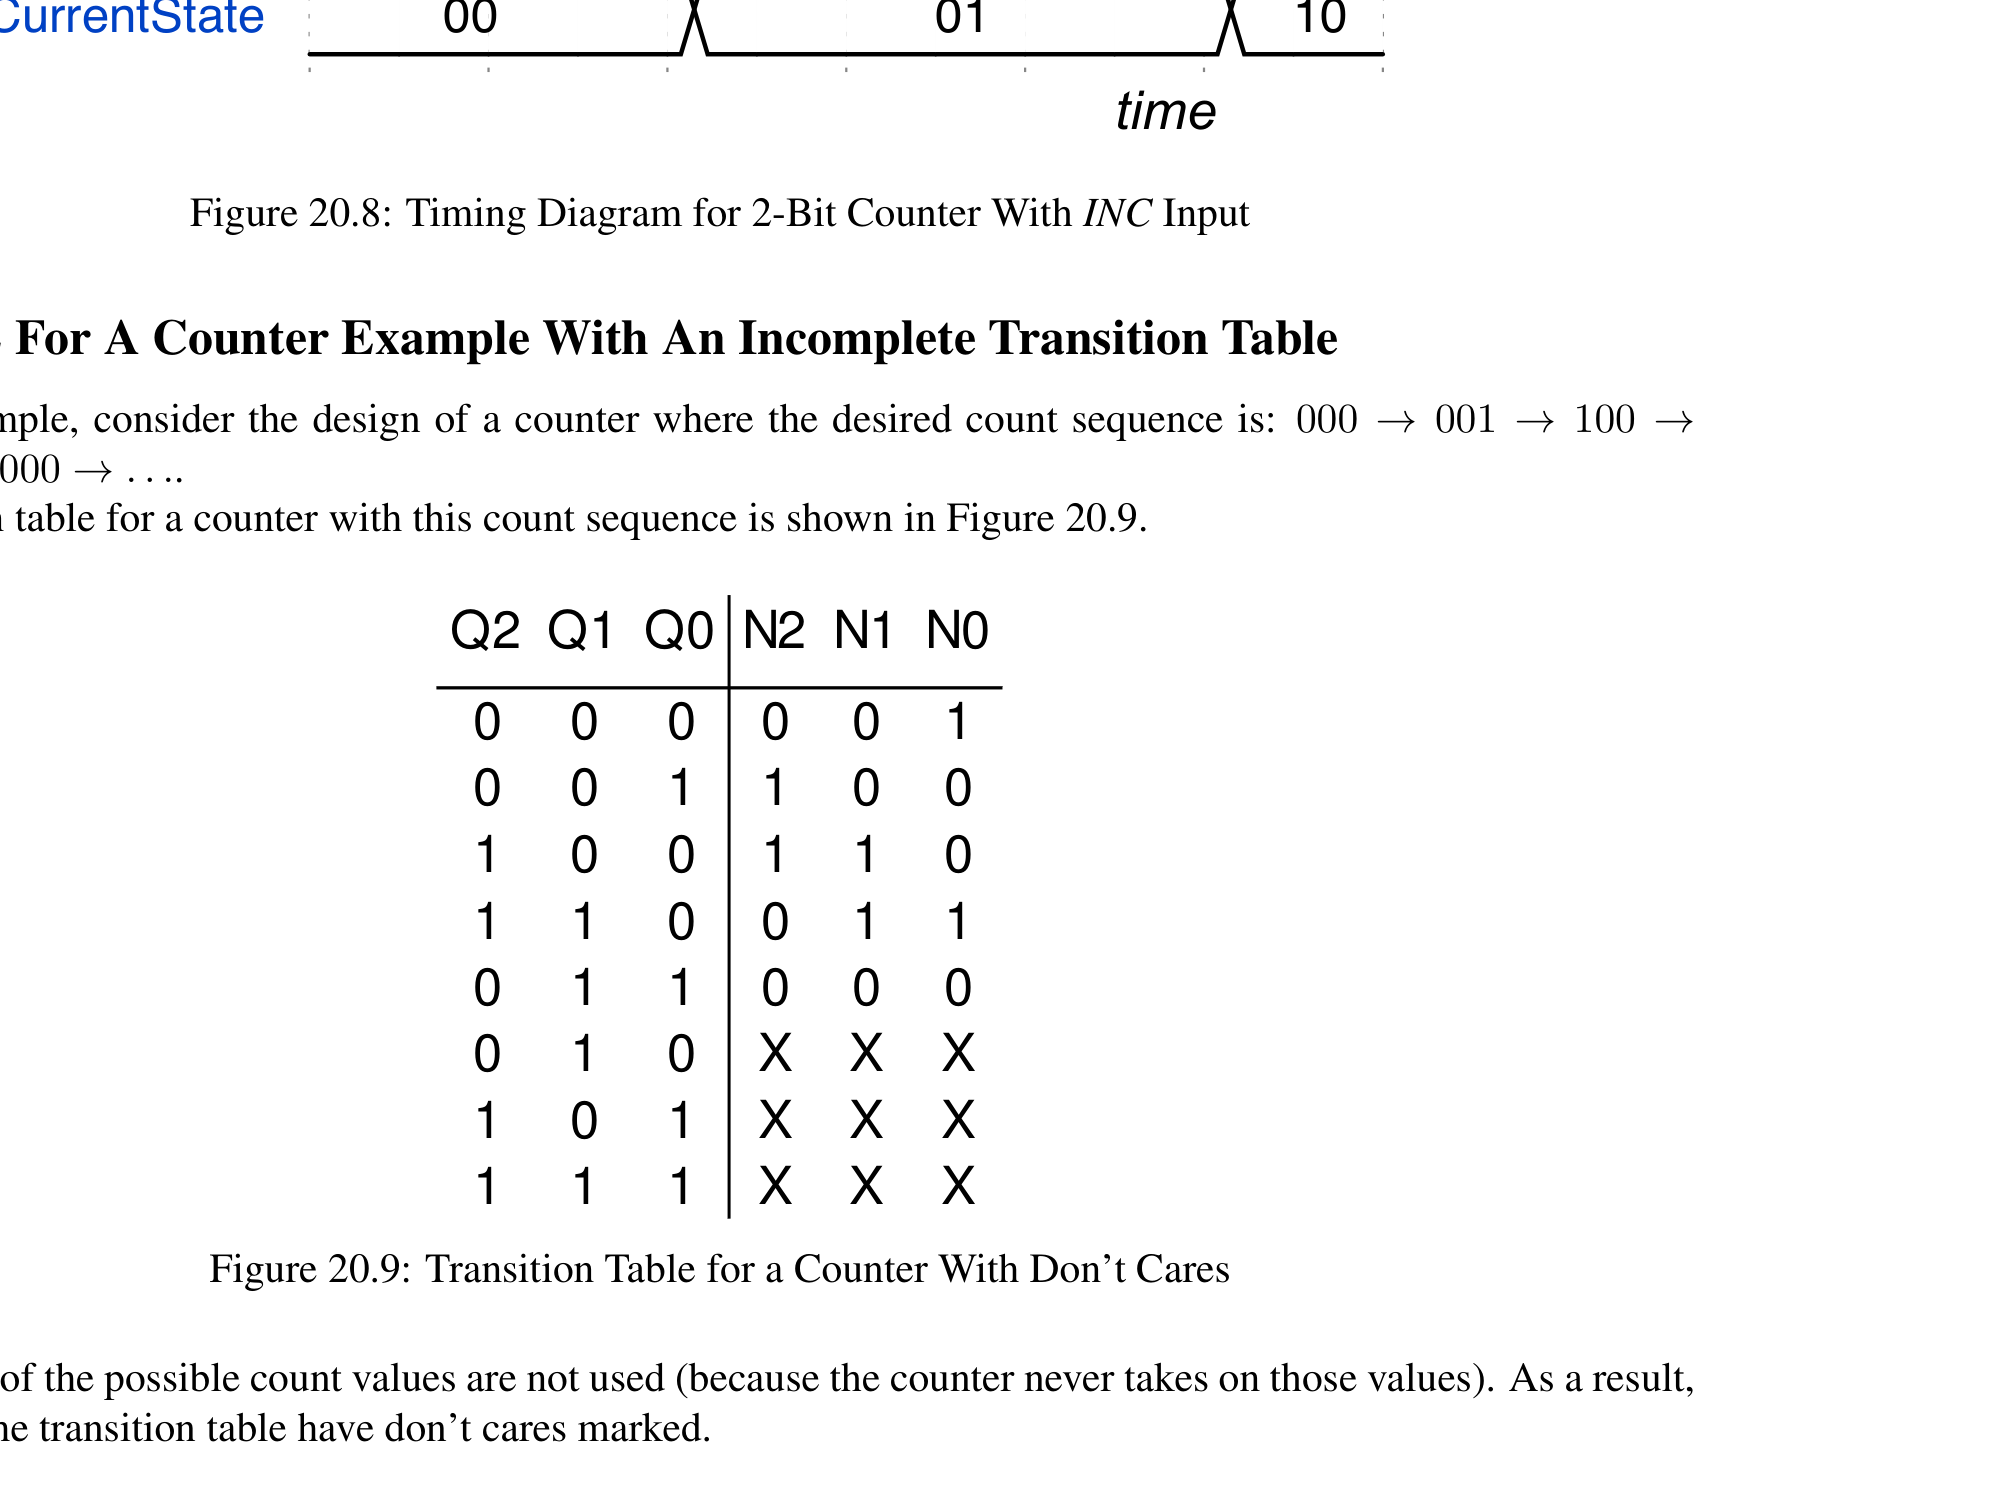 CurrentState 00 01 10
time
Figure 20.8: Timing Diagram for 2-Bit Counter With INC Input
For A Counter Example With An Incomplete Transition Table
consider the design of a counter where the desired count sequence is: 000 → 001 → 100 →
000 → . . ..
table for a counter with this count sequence is shown in Figure 20.9.
Q2 Q1 Q0 N2 N1 N0
0 0 0 0 0 1
0 0 1 1 0 0
1 0 0 1 1 0
1 1 0 0 1 1
0 1 1 0 0 0
0 1 0 X X X
1 0 1 X X X
1 1 1 X X X
Figure 20.9: Transition Table for a Counter With Don’t Cares
of the possible count values are not used (because the counter never takes on those values). As a result,
transition table have don’t cares marked.